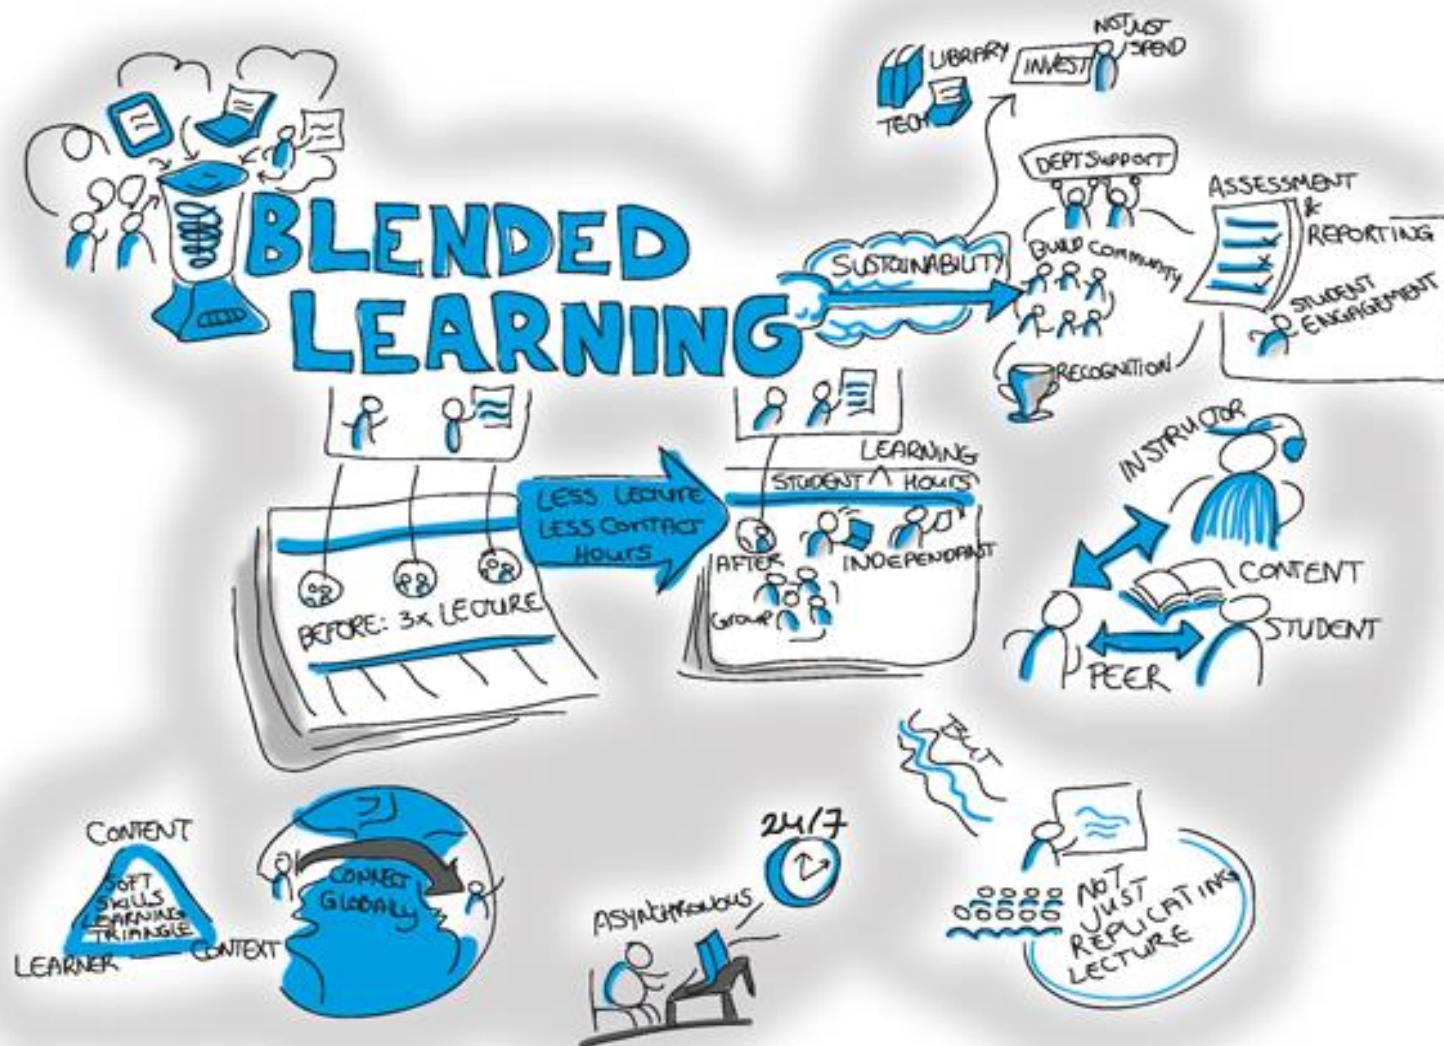 BLENDED
LEARNING
LIBRARY
TECH
INVEST
NOT JUST
SPEND
SUSTAINABILITY
DEPT SUPPORT
BUILD COMMUNITY
RECOGNITION
ASSESSMENT
&
REPORTING
STUDENT
ENGAGEMENT
BEFORE: 3x LECTURE
LESS LECTURE
LESS CONTACT
HOURS
LEARNING
STUDENT ^ HOURS
AFTER
INDEPENDANT
GROUP
INSTRUCTOR
CONTENT
STUDENT
PEER
CONTENT
SOFT
SKILLS
LEARNING
TRIANGLE
LEARNER
CONTEXT
CONNECT
GLOBALLY
24/7
ASYNCHRONOUS
BUT
NOT
JUST
REPLICATING
LECTURE